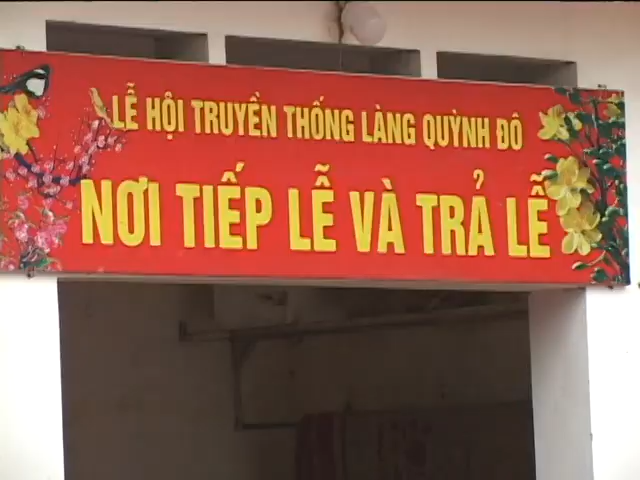 LỄ HỘI TRUYỀN THỐNG LÀNG QUỲNH ĐÔ
NƠI TIẾP LỄ VÀ TRẢ LỄ